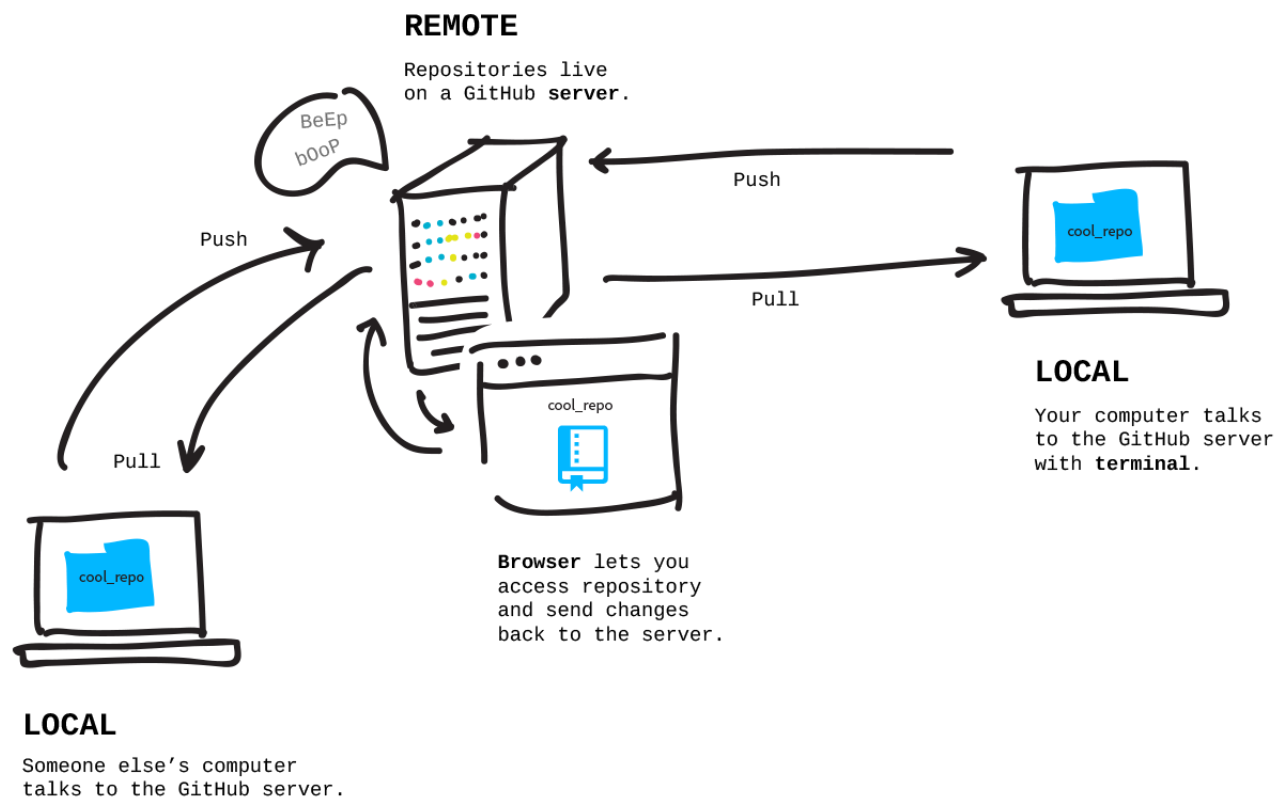 REMOTE
Repositories live
on a GitHub server.
BeEp
bOoP
Push
cool_repo
Push
Pull
LOCAL
Your computer talks
to the GitHub server
with terminal.
cool_repo
Pull
cool_repo
Browser lets you
access repository
and send changes
back to the server.
LOCAL
Someone else’s computer
talks to the GitHub server.